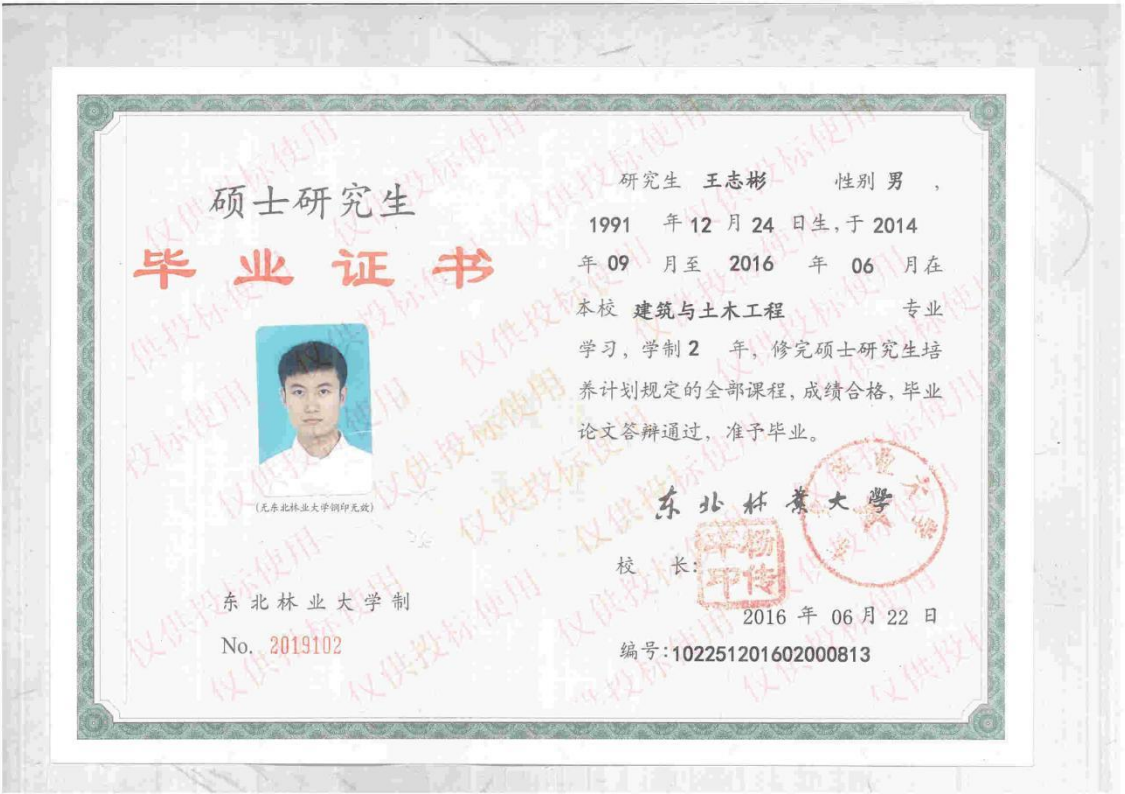 硕士研究生
毕业证书
(无东北林业大学钢印无效)
东北林业大学制
No. 2019102
研究生 王志彬 性别 男 ,
1991 年 12 月 24 日生,于 2014
年 09 月至 2016 年 06 月在
本校 建筑与土木工程 专业
学习, 学制 2 年, 修完硕士研究生培
养计划规定的全部课程, 成绩合格, 毕业
论文答辩通过, 准予毕业。
东北林業大學
校 长:
杨传平印
2016 年 06 月 22 日
编号:102251201602000813
仅供投标使用